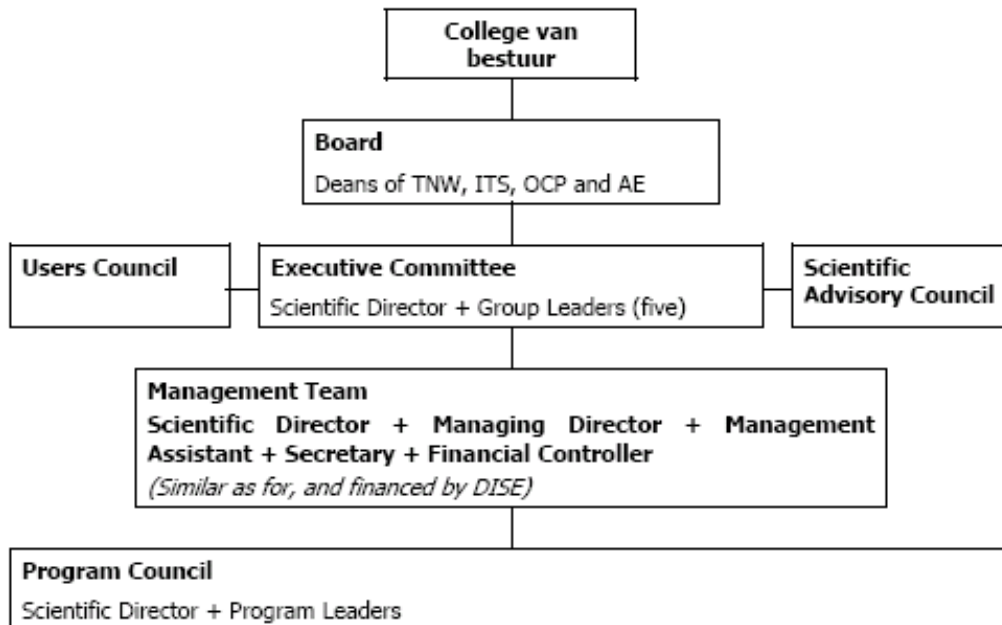 College van
bestuur
Board
Deans of TNW, ITS, OCP and AE
Users Council
Executive Committee
Scientific Director + Group Leaders (five)
Scientific
Advisory Council
Management Team
Scientific Director + Managing Director + Management
Assistant + Secretary + Financial Controller
(Similar as for, and financed by DISE)
Program Council
Scientific Director + Program Leaders